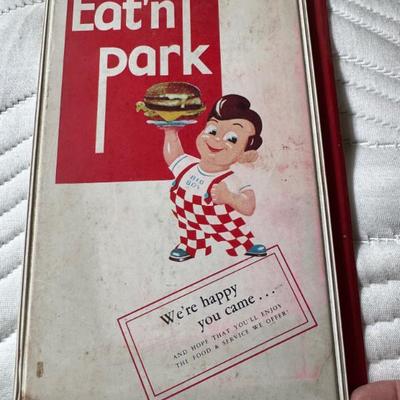 Eat'n
park
BIG
BOY
We're happy
you came...
AND HOPE THAT YOU'LL ENJOY
THE FOOD & SERVICE WE OFFER!